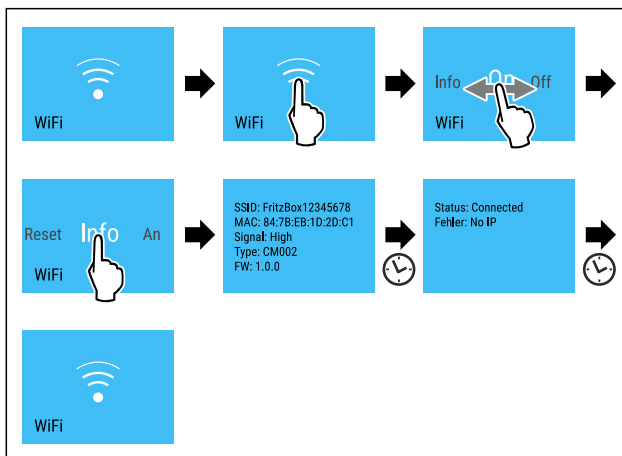 WiFi
WiFi
Info On Off
WiFi
Reset Info An
WiFi
SSID: FritzBox12345678
MAC: 84:7B:EB:1D:2D:C1
Signal: High
Type: CM002
FW: 1.0.0
Status: Connected
Fehler: No IP
WiFi